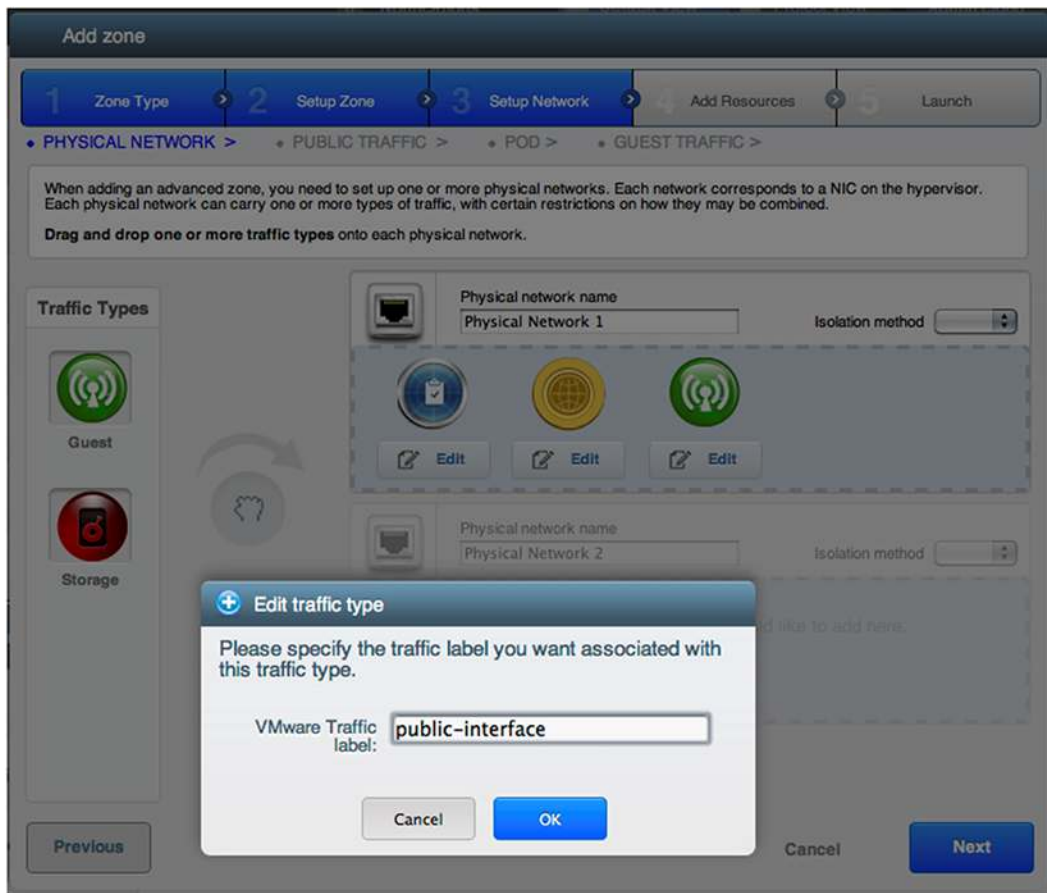 Add zone
1 Zone Type
2 Setup Zone
3 Setup Network
4 Add Resources
5 Launch
• PHYSICAL NETWORK >
• PUBLIC TRAFFIC >
• POD >
• GUEST TRAFFIC >
When adding an advanced zone, you need to set up one or more physical networks. Each network corresponds to a NIC on the hypervisor.
Each physical network can carry one or more types of traffic, with certain restrictions on how they may be combined.
Drag and drop one or more traffic types onto each physical network.
Traffic Types
Guest
Storage
Physical network name
Physical Network 1
Isolation method
Edit
Edit
Edit
Physical network name
Physical Network 2
Isolation method
like to add here.
Edit traffic type
Please specify the traffic label you want associated with
this traffic type.
VMware Traffic
label:
public-interface
Cancel
OK
Previous
Cancel
Next